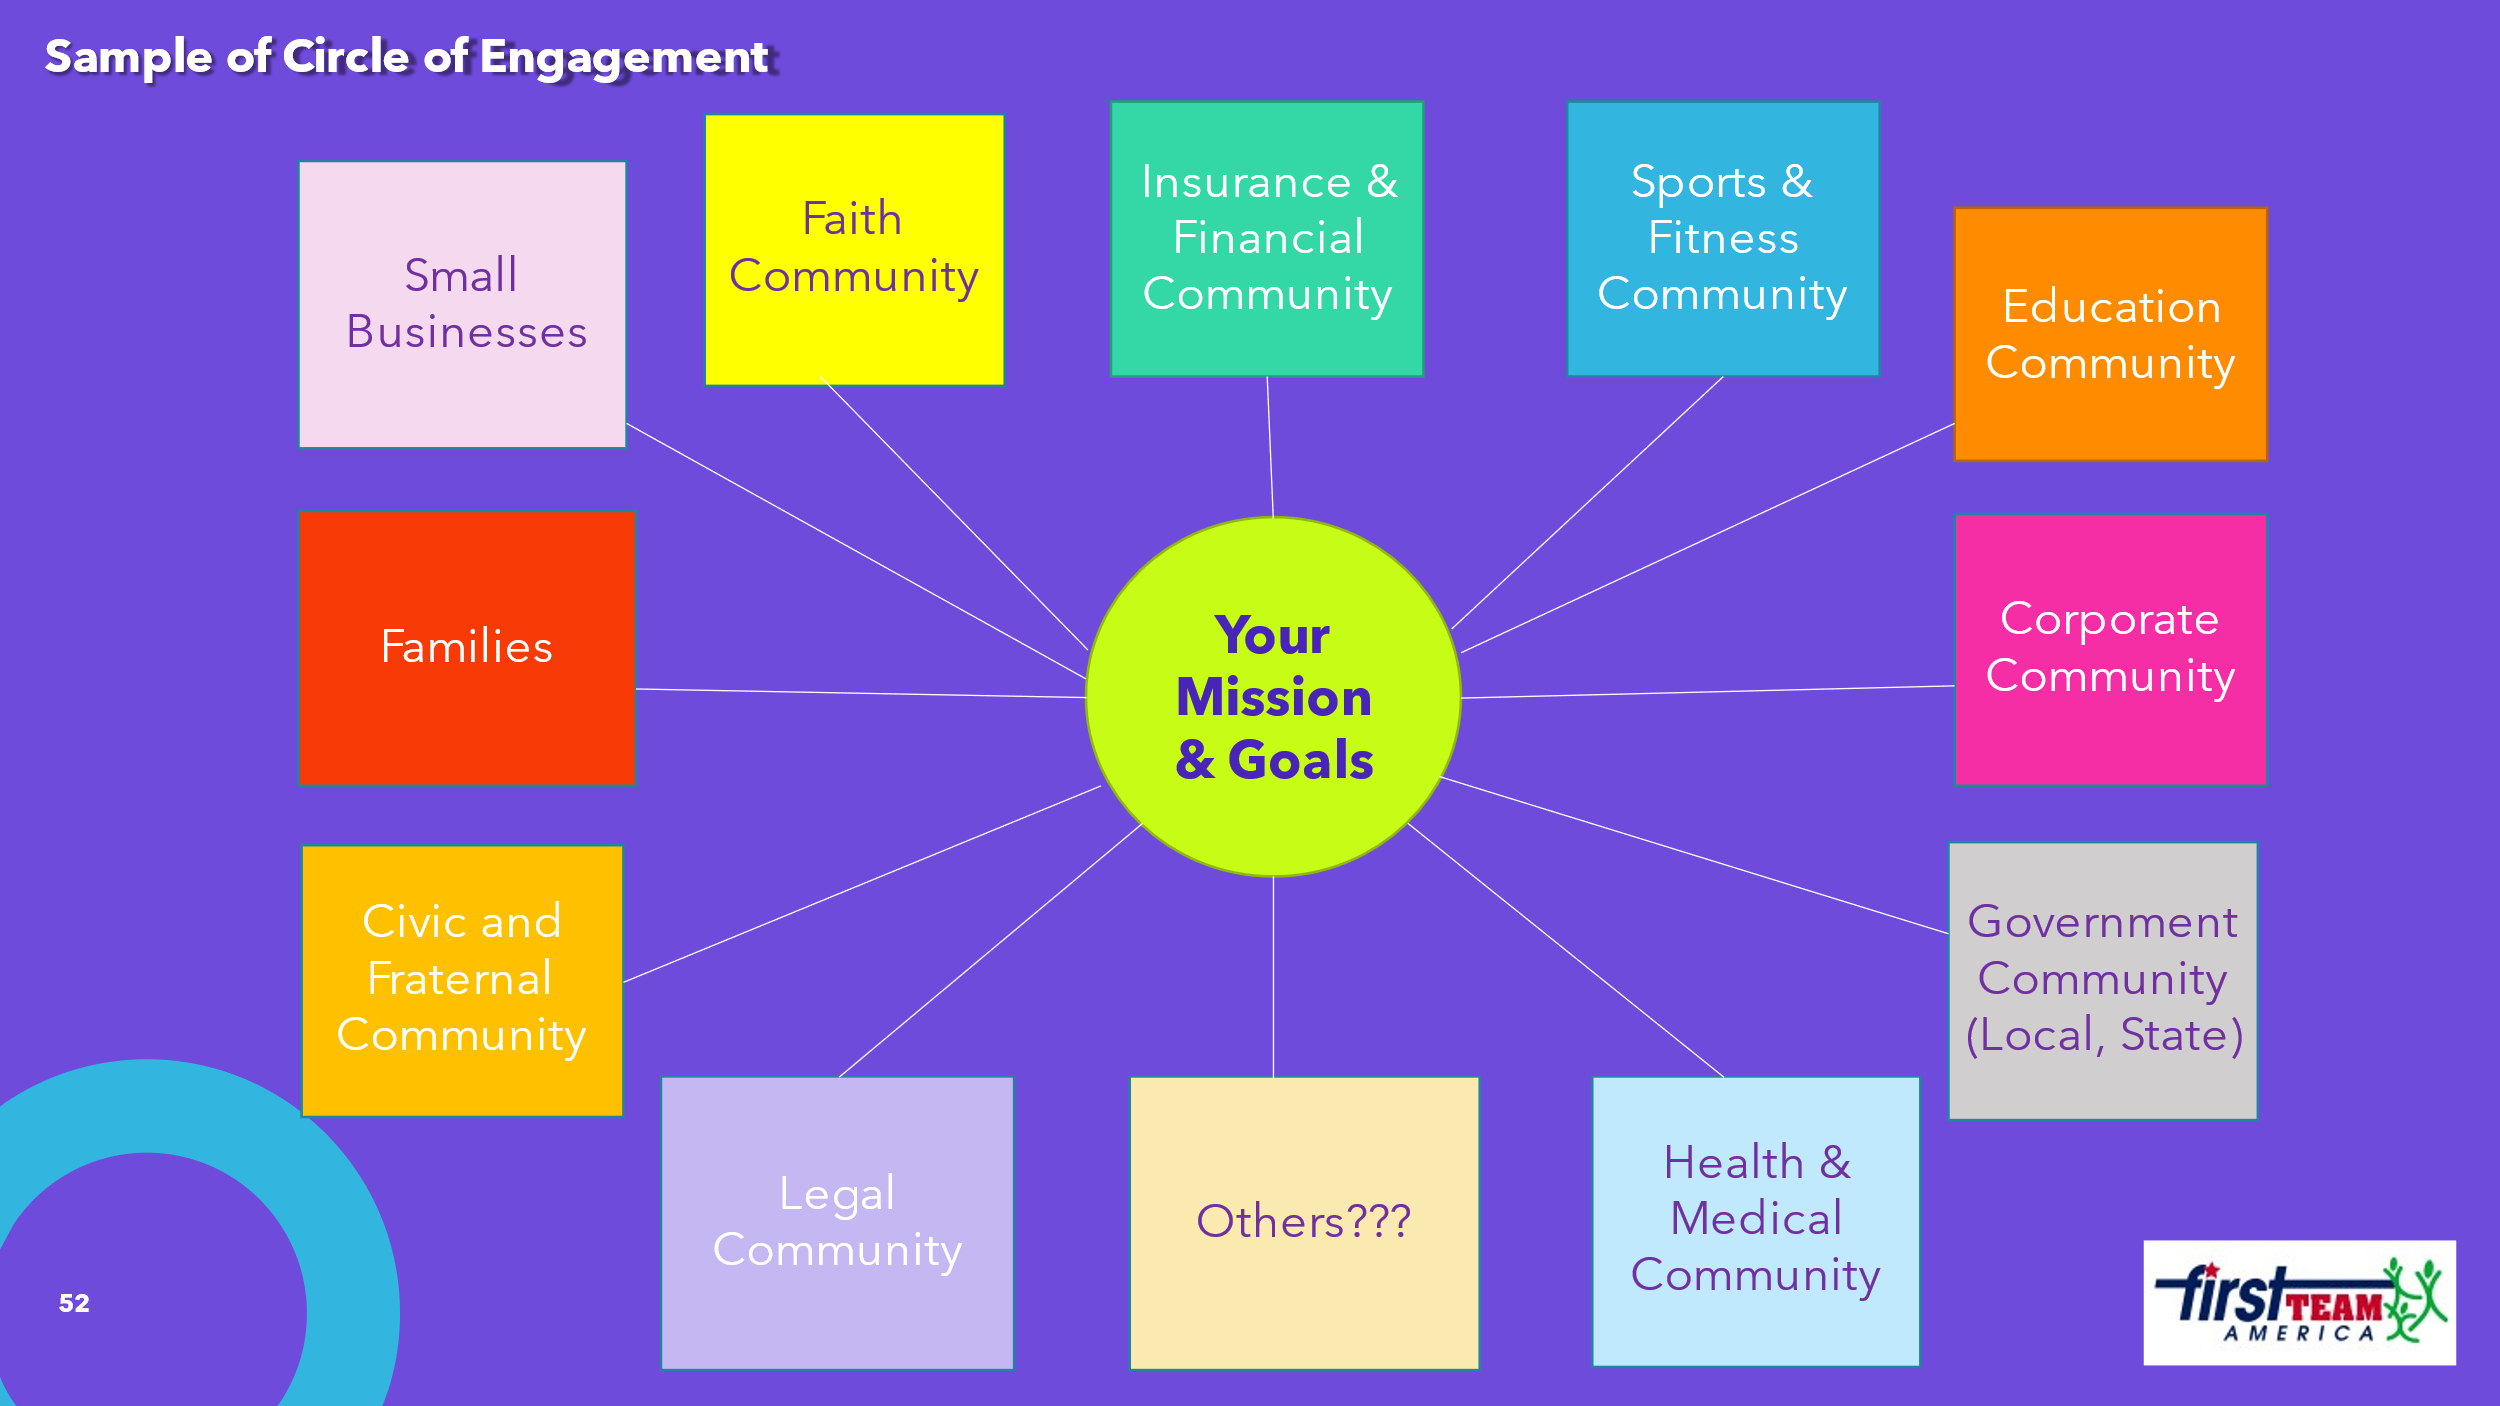 Sample of Circle of Engagement
Small
Businesses
Faith
Community
Insurance &
Financial
Community
Sports &
Fitness
Community
Education
Community
Families
Your
Mission
& Goals
Corporate
Community
Civic and
Fraternal
Community
Government
Community
(Local, State)
Legal
Community
Others???
Health &
Medical
Community
52
first TEAM
AMERICA